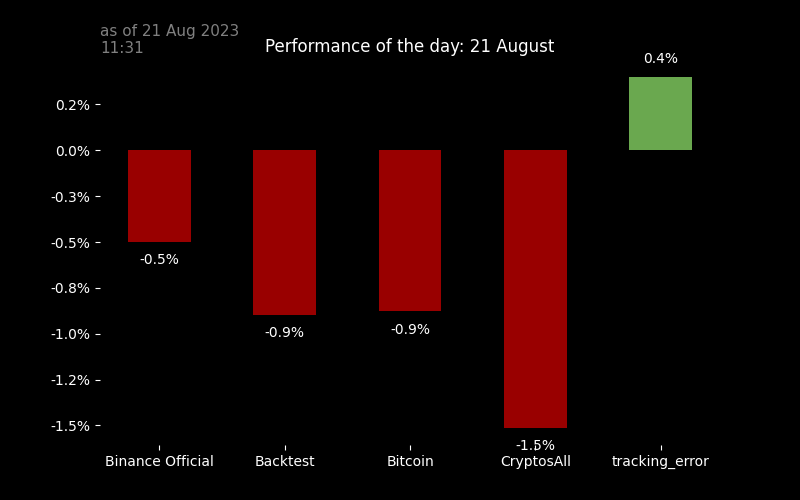 as of 21 Aug 2023
11:31
Performance of the day: 21 August
0.4%
0.2%
0.0%
-0.3%
-0.5%
-0.8%
-1.0%
-1.2%
-1.5%
-0.5%
-0.9%
-0.9%
-1.5%
Binance Official
Backtest
Bitcoin
CryptosAll
tracking_error